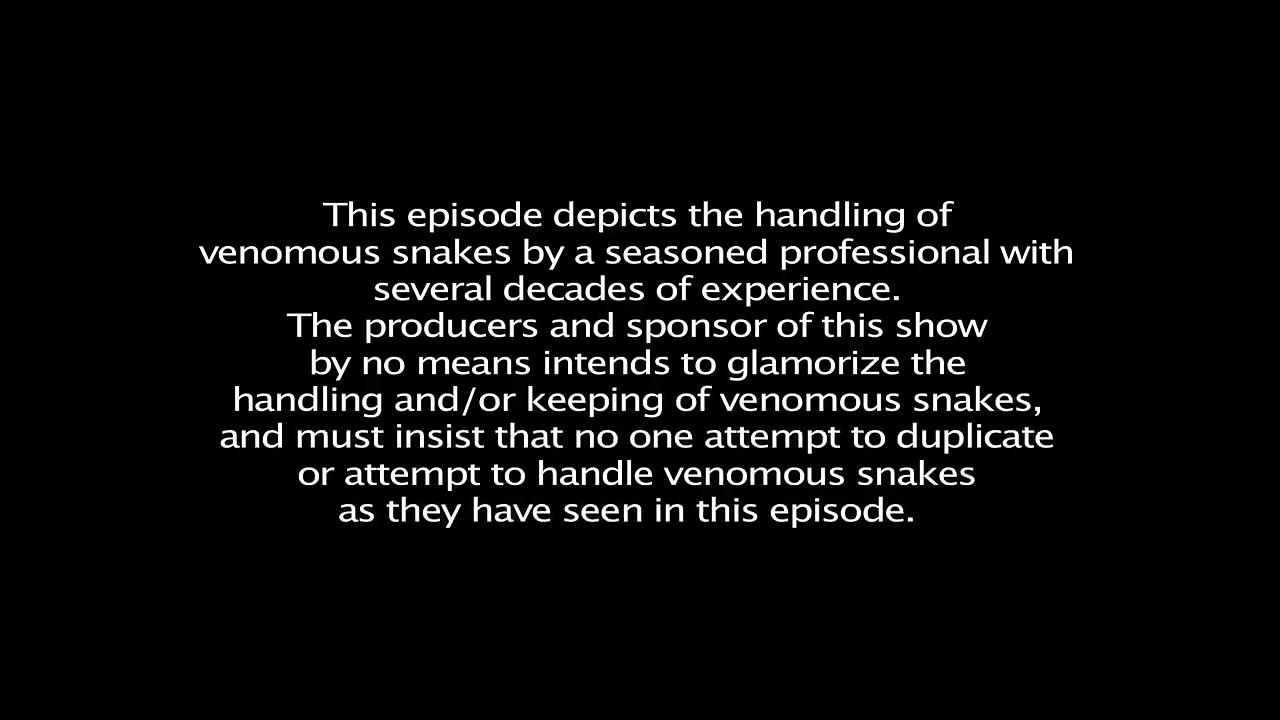 This episode depicts the handling of
venomous snakes by a seasoned professional with
several decades of experience.
The producers and sponsor of this show
by no means intends to glamorize the
handling and/or keeping of venomous snakes,
and must insist that no one attempt to duplicate
or attempt to handle venomous snakes
as they have seen in this episode.